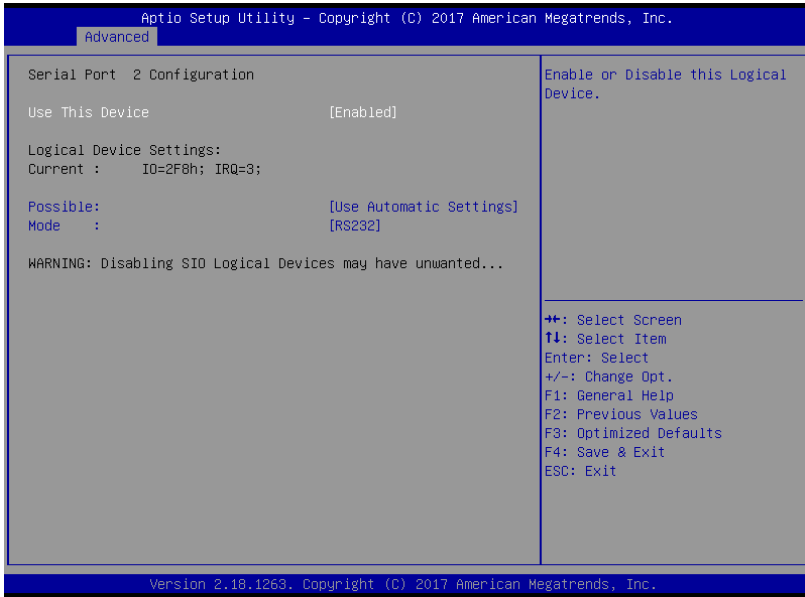 Aptio Setup Utility – Copyright (C) 2017 American Megatrends, Inc.
Advanced
Serial Port  2 Configuration
Use This Device [Enabled]
Logical Device Settings:
Current :     IO=2F8h; IRQ=3;
Possible: [Use Automatic Settings]
Mode    : [RS232]
WARNING: Disabling SIO Logical Devices may have unwanted...
Enable or Disable this Logical
Device.
→←: Select Screen
↑↓: Select Item
Enter: Select
+/-: Change Opt.
F1: General Help
F2: Previous Values
F3: Optimized Defaults
F4: Save & Exit
ESC: Exit
Version 2.18.1263. Copyright (C) 2017 American Megatrends, Inc.